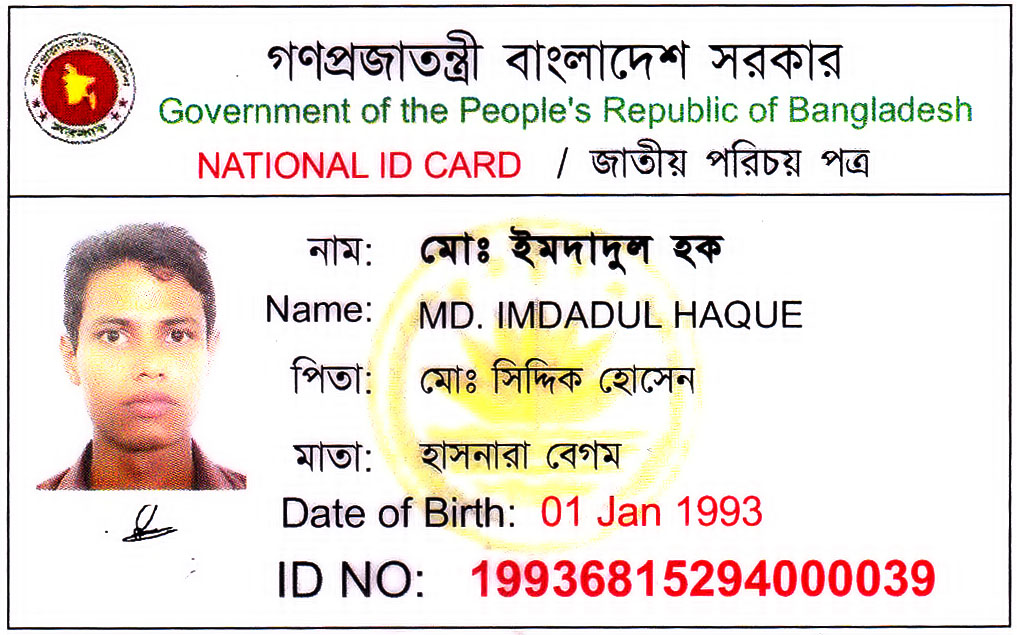 গণপ্রজাতন্ত্রী বাংলাদেশ সরকার
Government of the People's Republic of Bangladesh
NATIONAL ID CARD / জাতীয় পরিচয় পত্র
নাম: মোঃ ইমদাদুল হক
Name: MD. IMDADUL HAQUE
পিতা: মোঃ সিদ্দিক হোসেন
মাতা: হাসনারা বেগম
Date of Birth: 01 Jan 1993
ID NO: 19936815294000039